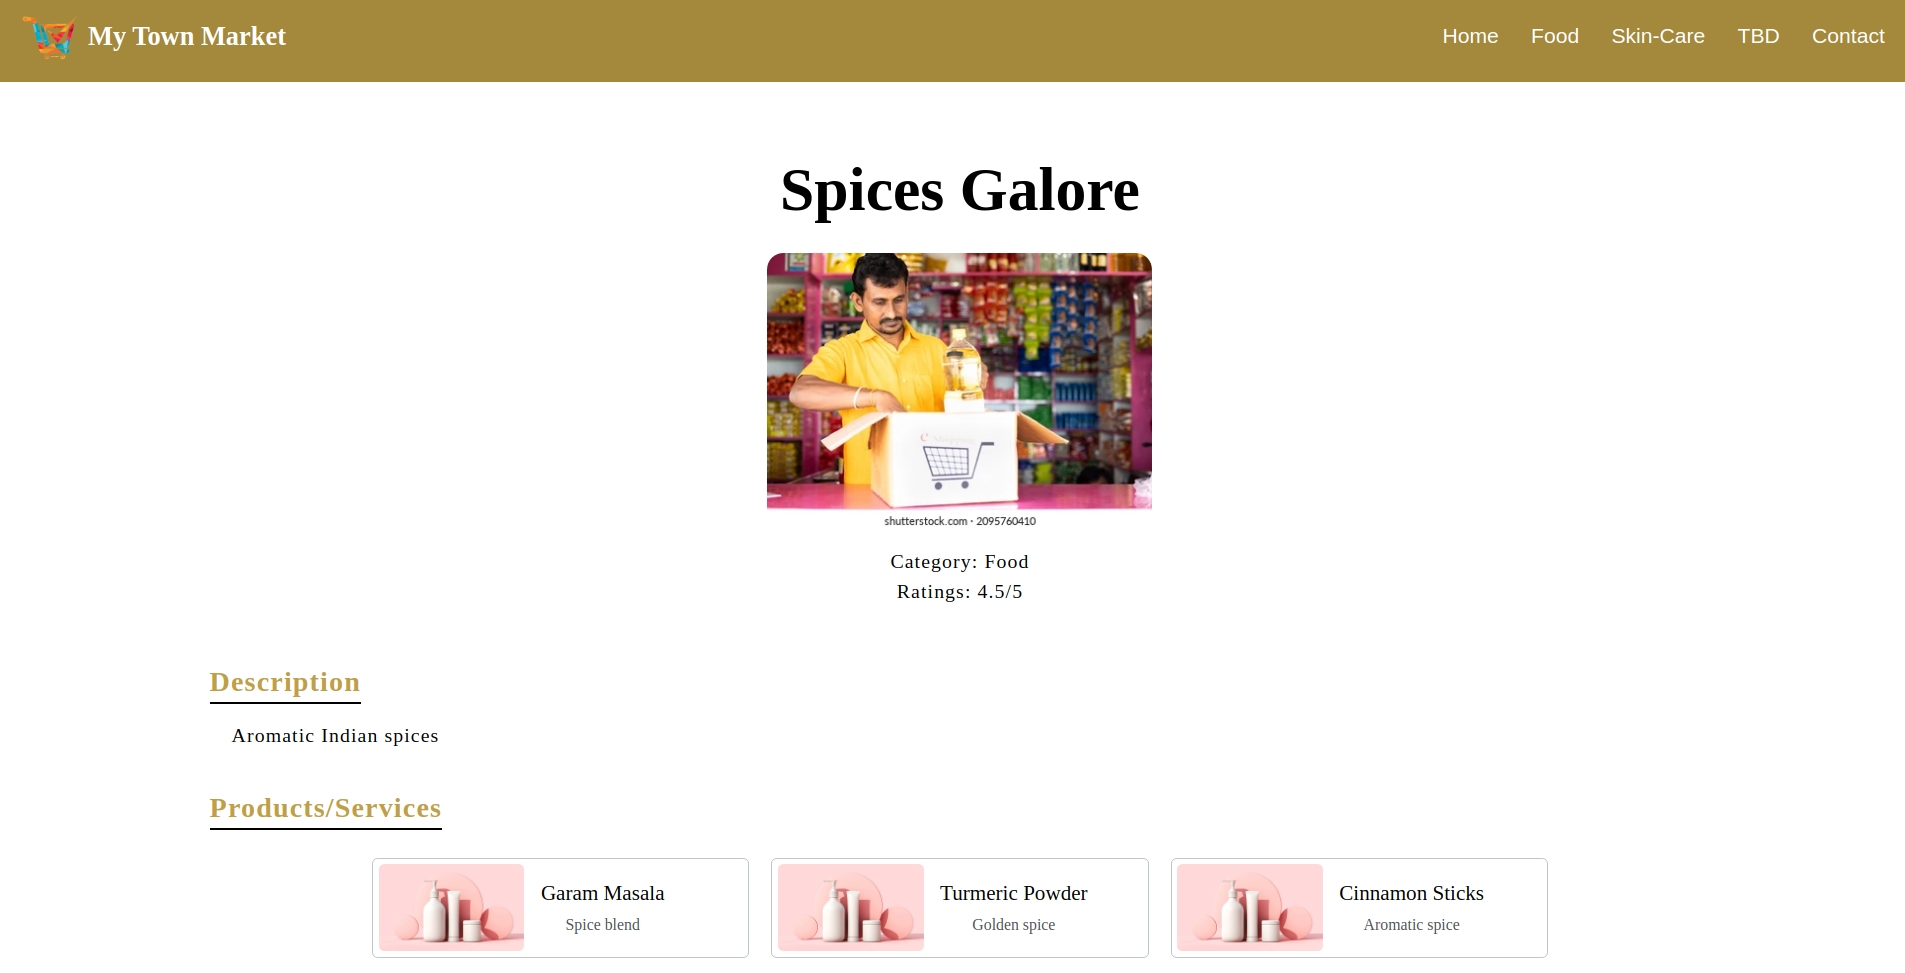 My Town Market
Home Food Skin-Care TBD Contact
Spices Galore
e Shopping
shutterstock.com · 2095760410
Category: Food
Ratings: 4.5/5
Description
Aromatic Indian spices
Products/Services
Garam Masala
Spice blend
Turmeric Powder
Golden spice
Cinnamon Sticks
Aromatic spice